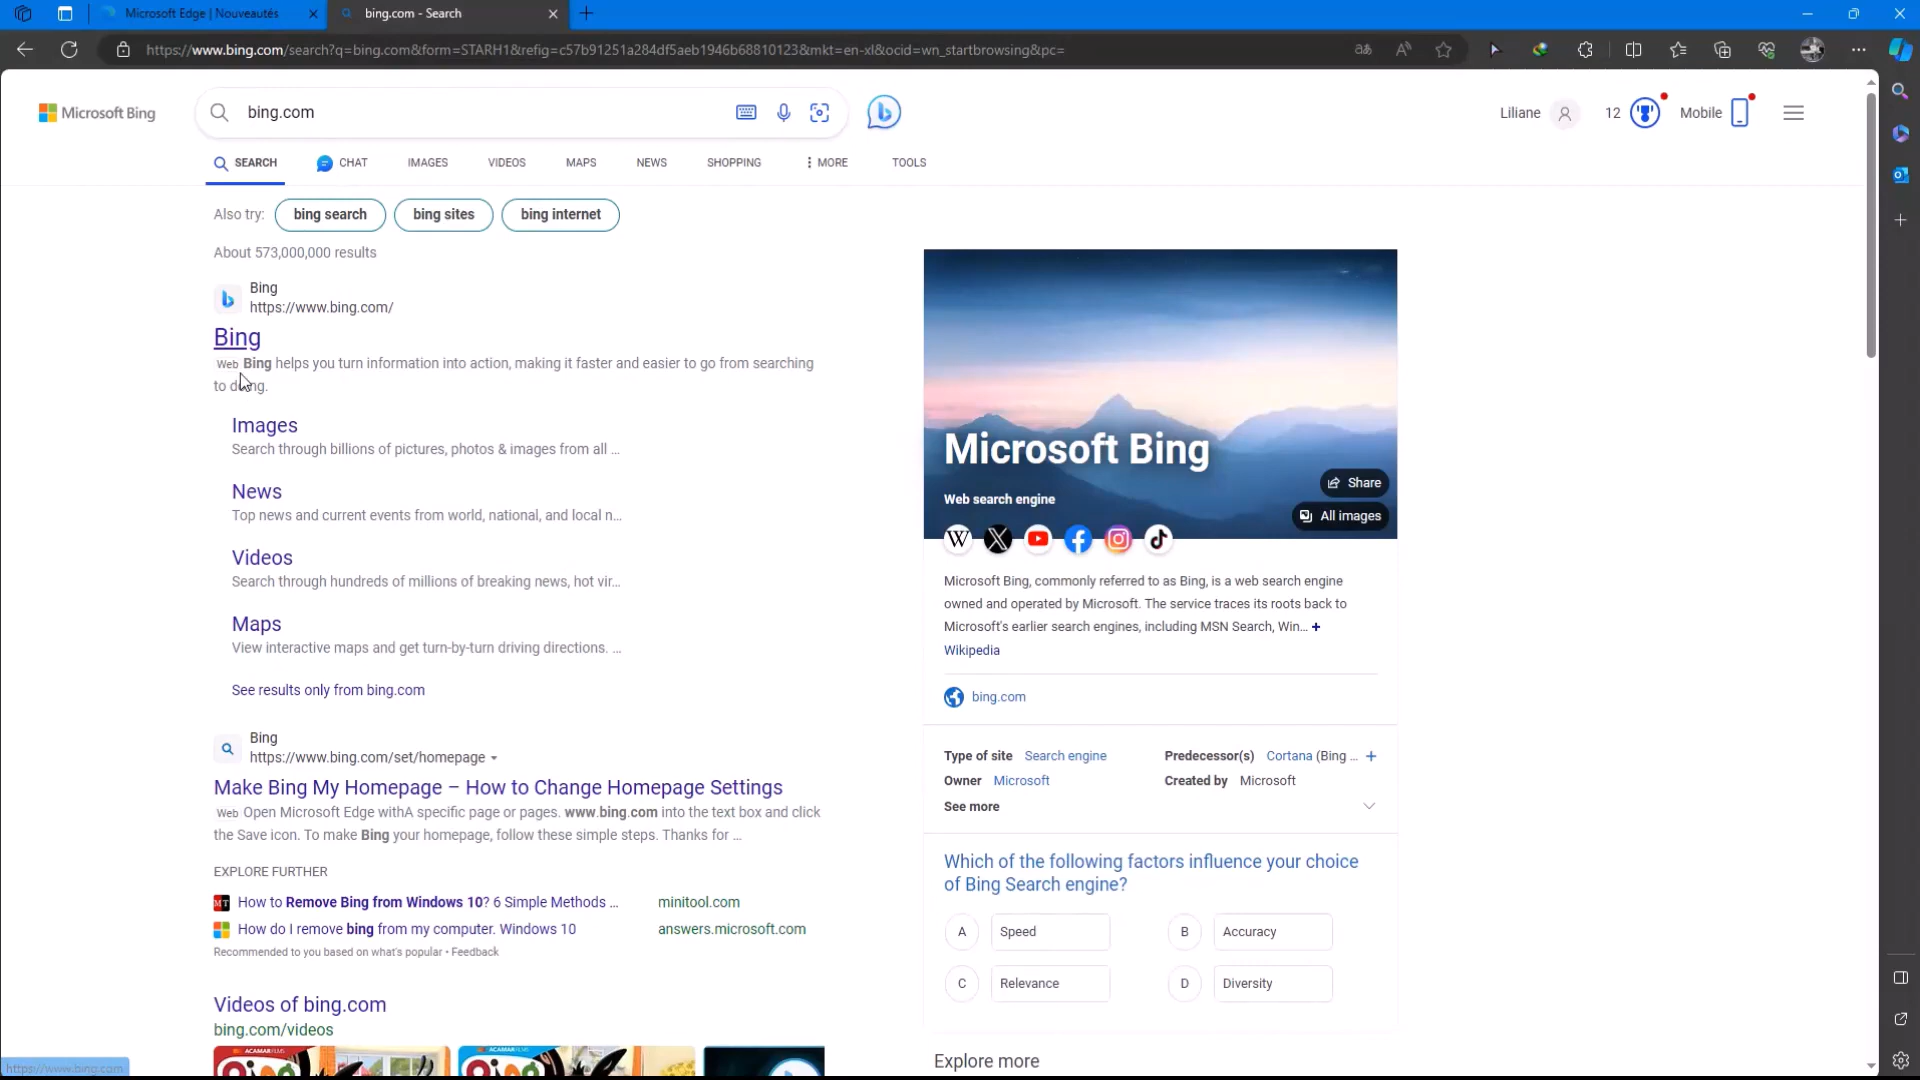 Microsoft Edge | Nouveautés
bing.com - Search
https://www.bing.com/search?q=bing.com&form=STARH1&refig=c57b91251a284df5aeb1946b68810123&mkt=en-xl&ocid=wn_startbrowsing&pc=
Microsoft Bing
bing.com
Liliane
12
Mobile
SEARCH
CHAT
IMAGES
VIDEOS
MAPS
NEWS
SHOPPING
MORE
TOOLS
Also try:
bing search
bing sites
bing internet
About 573,000,000 results
Bing
https://www.bing.com/
Bing
Web Bing helps you turn information into action, making it faster and easier to go from searching
to doing.
Images
Search through billions of pictures, photos & images from all ...
News
Top news and current events from world, national, and local n...
Videos
Search through hundreds of millions of breaking news, hot vir...
Maps
View interactive maps and get turn-by-turn driving directions. ...
See results only from bing.com
Bing
https://www.bing.com/set/homepage
Make Bing My Homepage – How to Change Homepage Settings
Web Open Microsoft Edge withA specific page or pages. www.bing.com into the text box and click
the Save icon. To make Bing your homepage, follow these simple steps. Thanks for ...
EXPLORE FURTHER
How to Remove Bing from Windows 10? 6 Simple Methods ...
minitool.com
How do I remove bing from my computer. Windows 10
answers.microsoft.com
Recommended to you based on what's popular • Feedback
Videos of bing.com
bing.com/videos
ACAMAR FILMS
ACAMAR FILMS
https://www.bing.com
Microsoft Bing
Web search engine
Share
All images
Microsoft Bing, commonly referred to as Bing, is a web search engine
owned and operated by Microsoft. The service traces its roots back to
Microsoft's earlier search engines, including MSN Search, Win... +
Wikipedia
bing.com
Type of site Search engine
Predecessor(s) Cortana (Bing ... +
Owner Microsoft
Created by Microsoft
See more
Which of the following factors influence your choice
of Bing Search engine?
A Speed
B Accuracy
C Relevance
D Diversity
Explore more